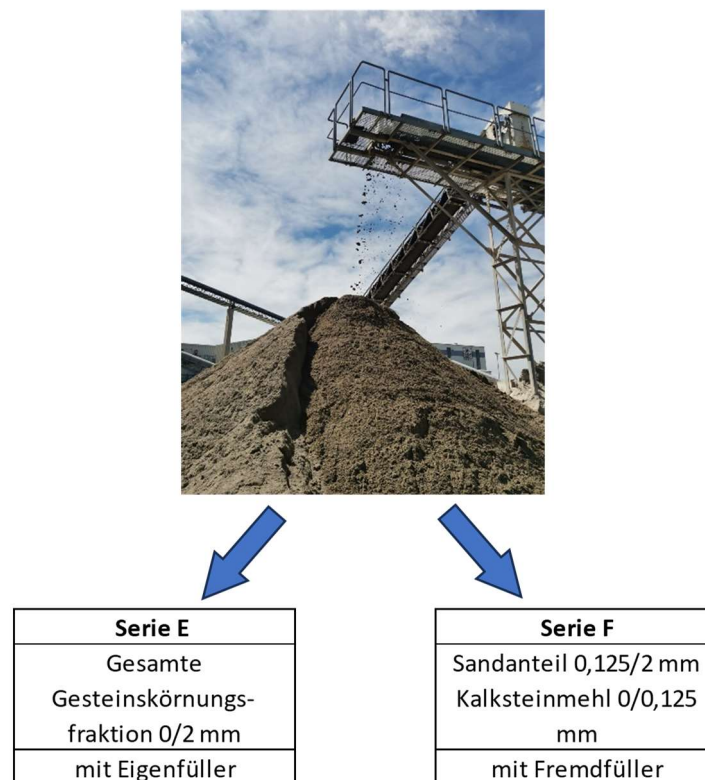 Serie E
Gesamte
Gesteinskörnungs-
fraktion 0/2 mm
mit Eigenfüller
Serie F
Sandanteil 0,125/2 mm
Kalksteinmehl 0/0,125
mm
mit Fremdfüller